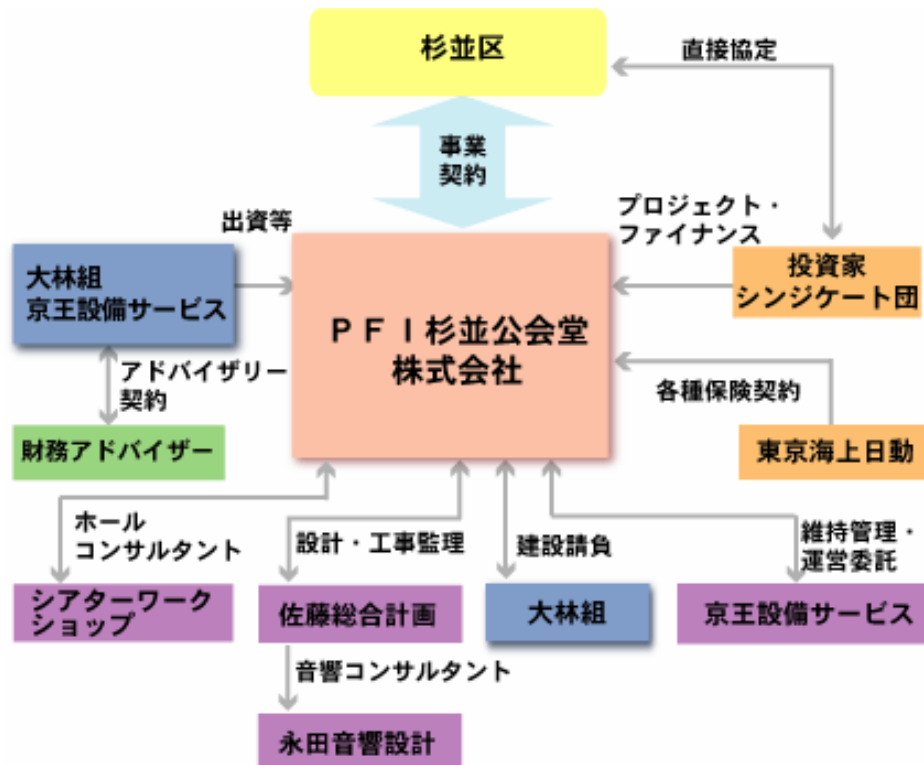 杉並区
直接協定
事業
契約
出資等
プロジェクト・
ファイナンス
大林組
京王設備サービス
投資家
シンジケート団
ＰＦＩ杉並公会堂
株式会社
アドバイザリー
契約
各種保険契約
財務アドバイザー
東京海上日動
ホール
コンサルタント
設計・工事監理
建設請負
維持管理・
運営委託
シアターワーク
ショップ
佐藤総合計画
大林組
京王設備サービス
音響コンサルタント
永田音響設計